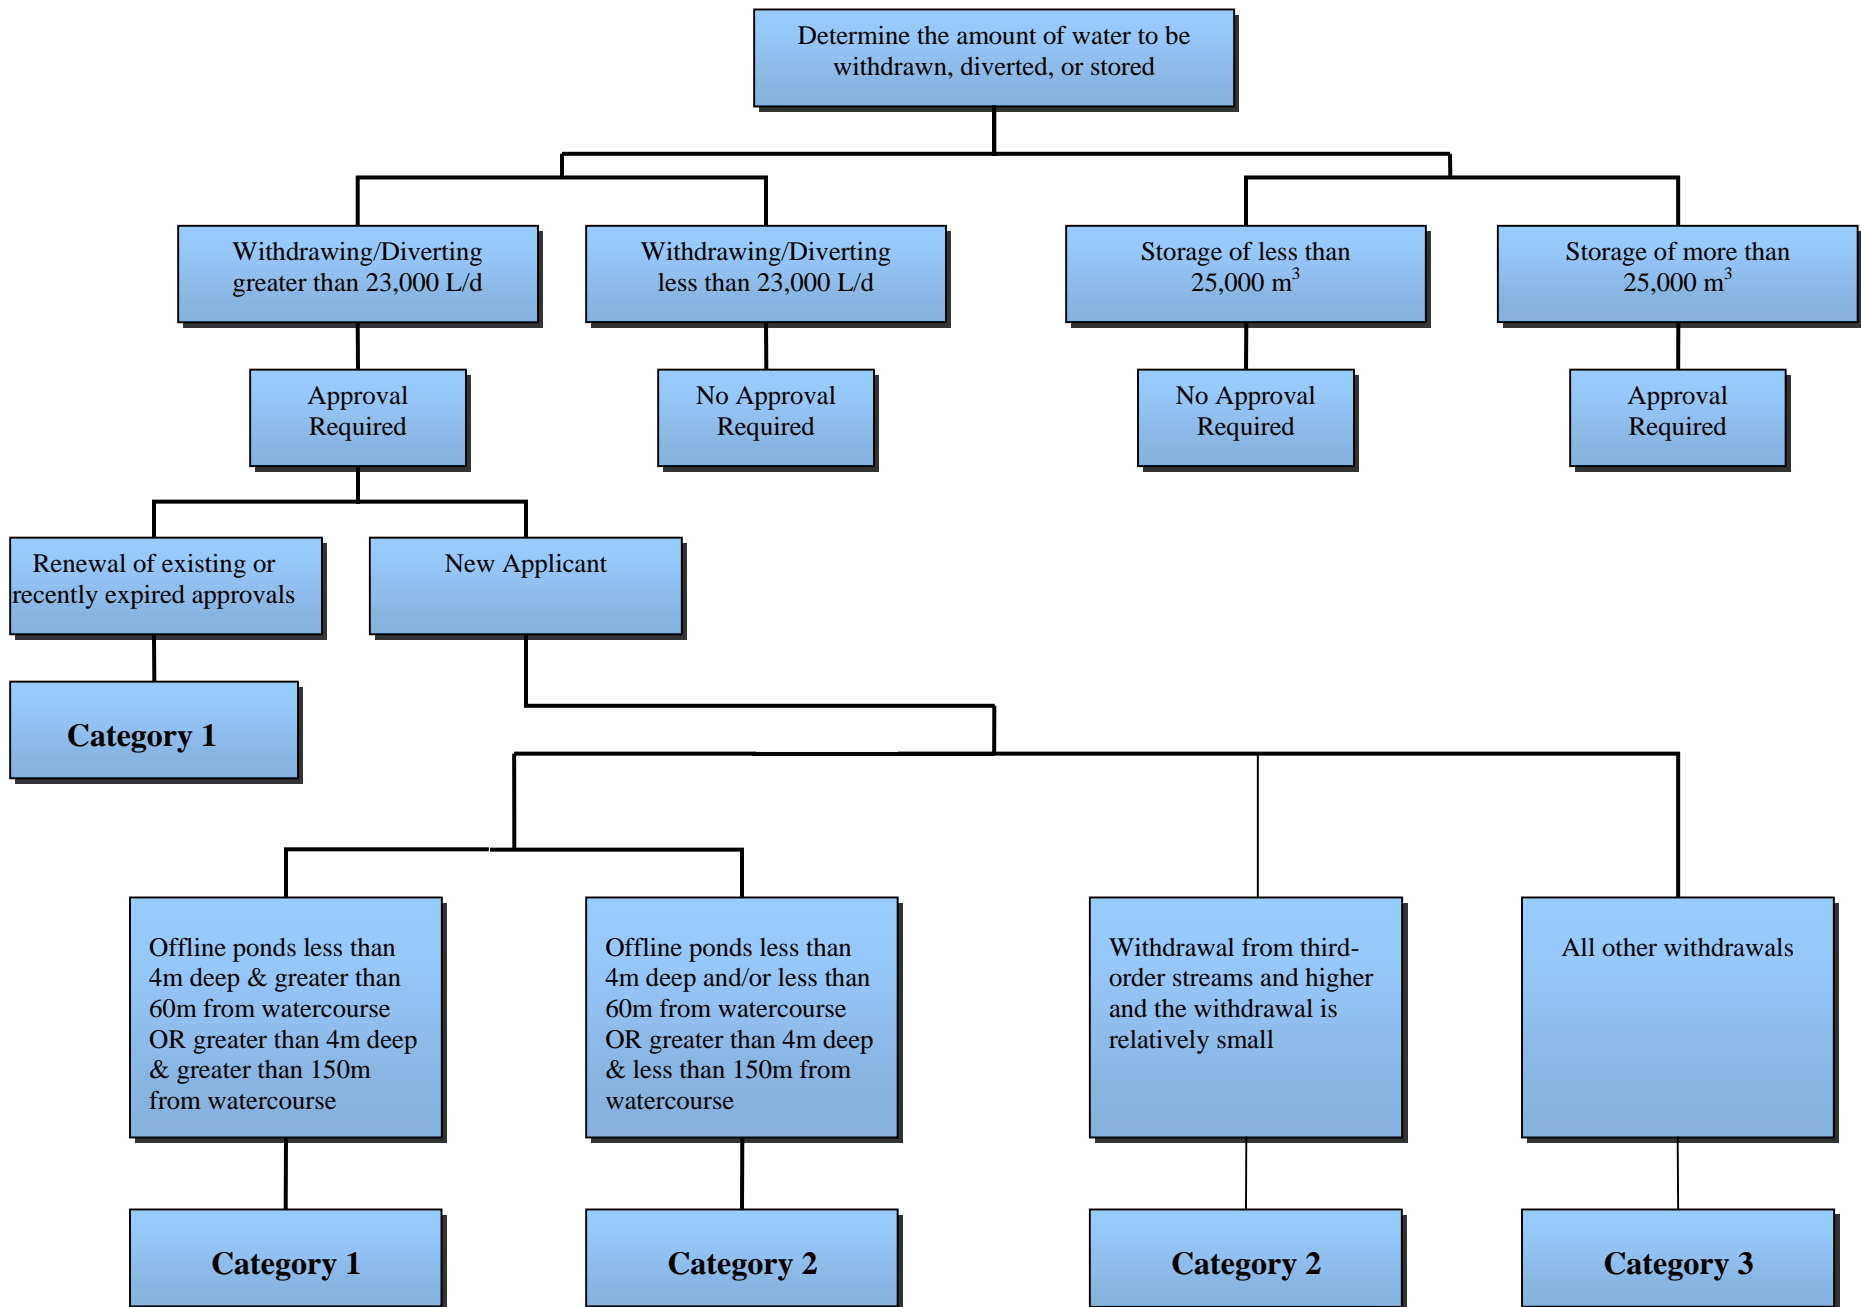 Determine the amount of water to be
withdrawn, diverted, or stored
Withdrawing/Diverting
greater than 23,000 L/d
Withdrawing/Diverting
less than 23,000 L/d
Storage of less than
25,000 m³
Storage of more than
25,000 m³
Approval
Required
No Approval
Required
No Approval
Required
Approval
Required
Renewal of existing or
recently expired approvals
New Applicant
Category 1
Offline ponds less than
4m deep & greater than
60m from watercourse
OR greater than 4m deep
& greater than 150m
from watercourse
Offline ponds less than
4m deep and/or less than
60m from watercourse
OR greater than 4m deep
& less than 150m from
watercourse
Withdrawal from third-
order streams and higher
and the withdrawal is
relatively small
All other withdrawals
Category 1
Category 2
Category 2
Category 3